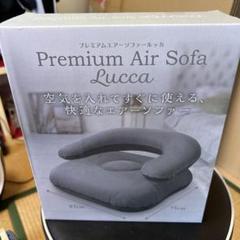 プレミアムエアーソファールッカ
Premium Air Sofa
Lucca
空気を入れてすぐに使える、
快適なエアーソファー